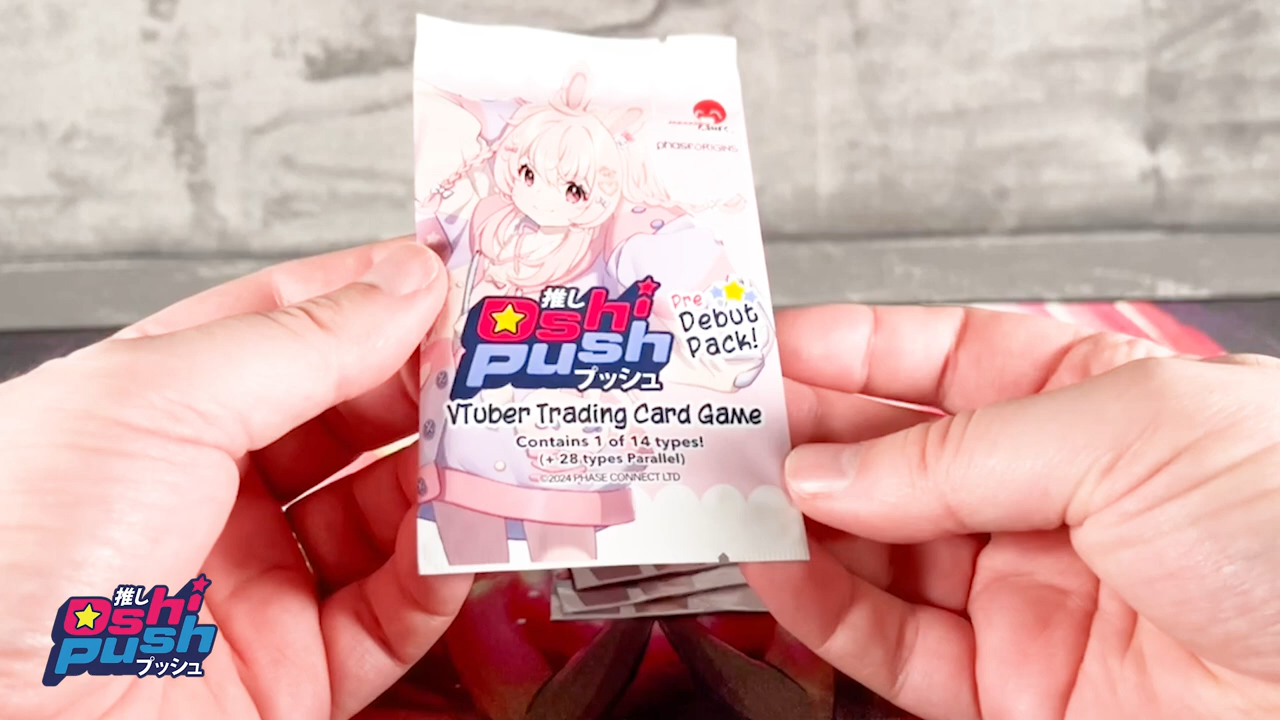 phaseORIGINS
推し
Oshi
Push
プッシュ
Pre
Debut
Pack!
VTuber Trading Card Game
Contains 1 of 14 types!
(+ 28 types Parallel)
©2024 PHASE CONNECT LTD
推し
Oshi
Push
プッシュ